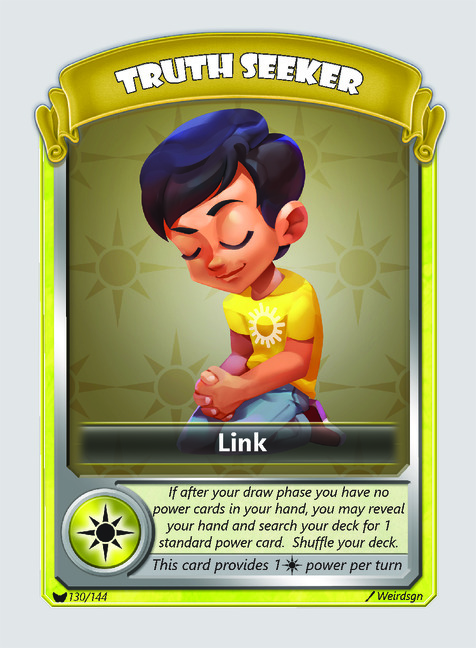 TRUTH SEEKER
Link
If after your draw phase you have no
power cards in your hand, you may reveal
your hand and search your deck for 1
standard power card.  Shuffle your deck.
This card provides 1 power per turn
130/144
Weirdsgn